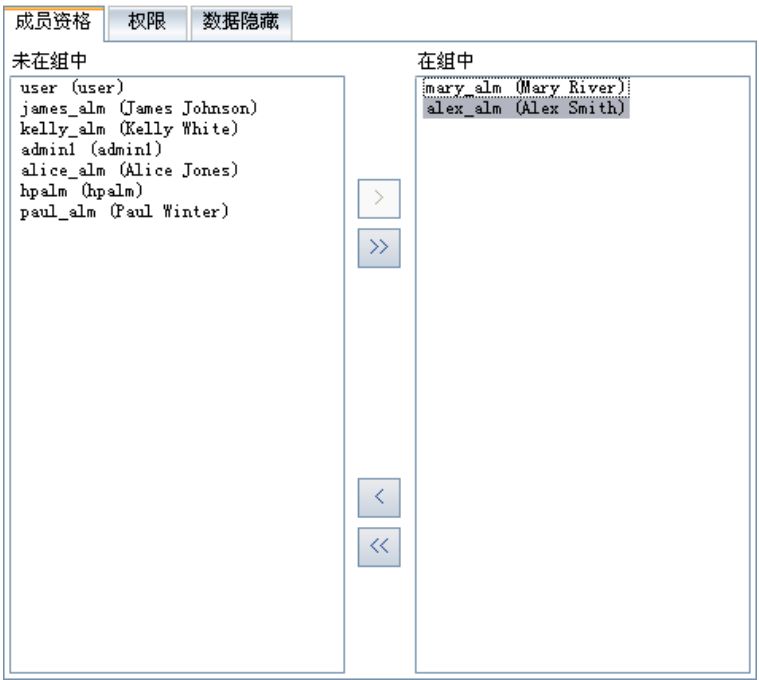 成员资格 权限 数据隐藏
未在组中
user (user)
james_alm (James Johnson)
kelly_alm (Kelly White)
admin1 (admin1)
alice_alm (Alice Jones)
hpalm (hpalm)
paul_alm (Paul Winter)
>
>>
<
<<
在组中
mary_alm (Mary River)
alex_alm (Alex Smith)